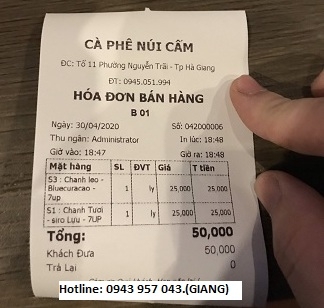 CÀ PHÊ NÚI CẤM
ĐC: Tổ 11 Phường Nguyễn Trãi - Tp Hà Giang
ĐT: 0945.051.994
HÓA ĐƠN BÁN HÀNG
B 01
Ngày: 30/04/2020 Số: 042000006
Thu ngân: Administrator In lúc: 18:48
Giờ vào: 18:47 Giờ ra: 18:48
Mặt hàng SL ĐVT Giá T tiền
S3 : Chanh leo -
Bluecuracao - 1 ly 25,000 25,000
7up
S1 : Chanh Tươi
- siro Lựu - 7UP 1 ly 25,000 25,000
Tổng: 50,000
Khách Đưa 50,000
Trả Lại 0
Hotline: 0943 957 043.(GIANG)